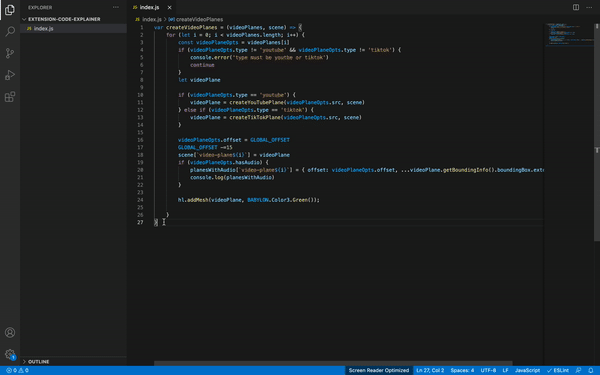 EXPLORER
EXTENSION-CODE-EXPLAINER
JS index.js
OUTLINE
JS index.js ×
JS index.js > createVideoPlanes
1 var createVideoPlanes = (videoPlanes, scene) => {
2 for (let i = 0; i < videoPlanes.length; i++) {
3 const videoPlaneOpts = videoPlanes[i]
4 if (videoPlaneOpts.type != 'youtube' && videoPlaneOpts.type != 'tiktok') {
5 console.error('type must be youtbe or tiktok')
6 continue
7 }
8 let videoPlane
9
10 if (videoPlaneOpts.type == 'youtube') {
11 videoPlane = createYouTubePlane(videoPlaneOpts.src, scene)
12 } else if (videoPlaneOpts.type == 'tiktok') {
13 videoPlane = createTikTokPlane(videoPlaneOpts.src, scene)
14 }
15
16 videoPlaneOpts.offset = GLOBAL_OFFSET
17 GLOBAL_OFFSET -=15
18 scene[`video-plane${i}`] = videoPlane
19 if (videoPlaneOpts.hasAudio) {
20 planesWithAudio[`video-plane${i}`] = { offset: videoPlaneOpts.offset, ...videoPlane.getBoundingInfo().boundingBox.exte
21 console.log(planesWithAudio)
22 }
23
24 hl.addMesh(videoPlane, BABYLON.Color3.Green());
25
26 }
27 }
0 0 Screen Reader Optimized Ln 27, Col 2 Spaces: 4 UTF-8 LF JavaScript ESLint